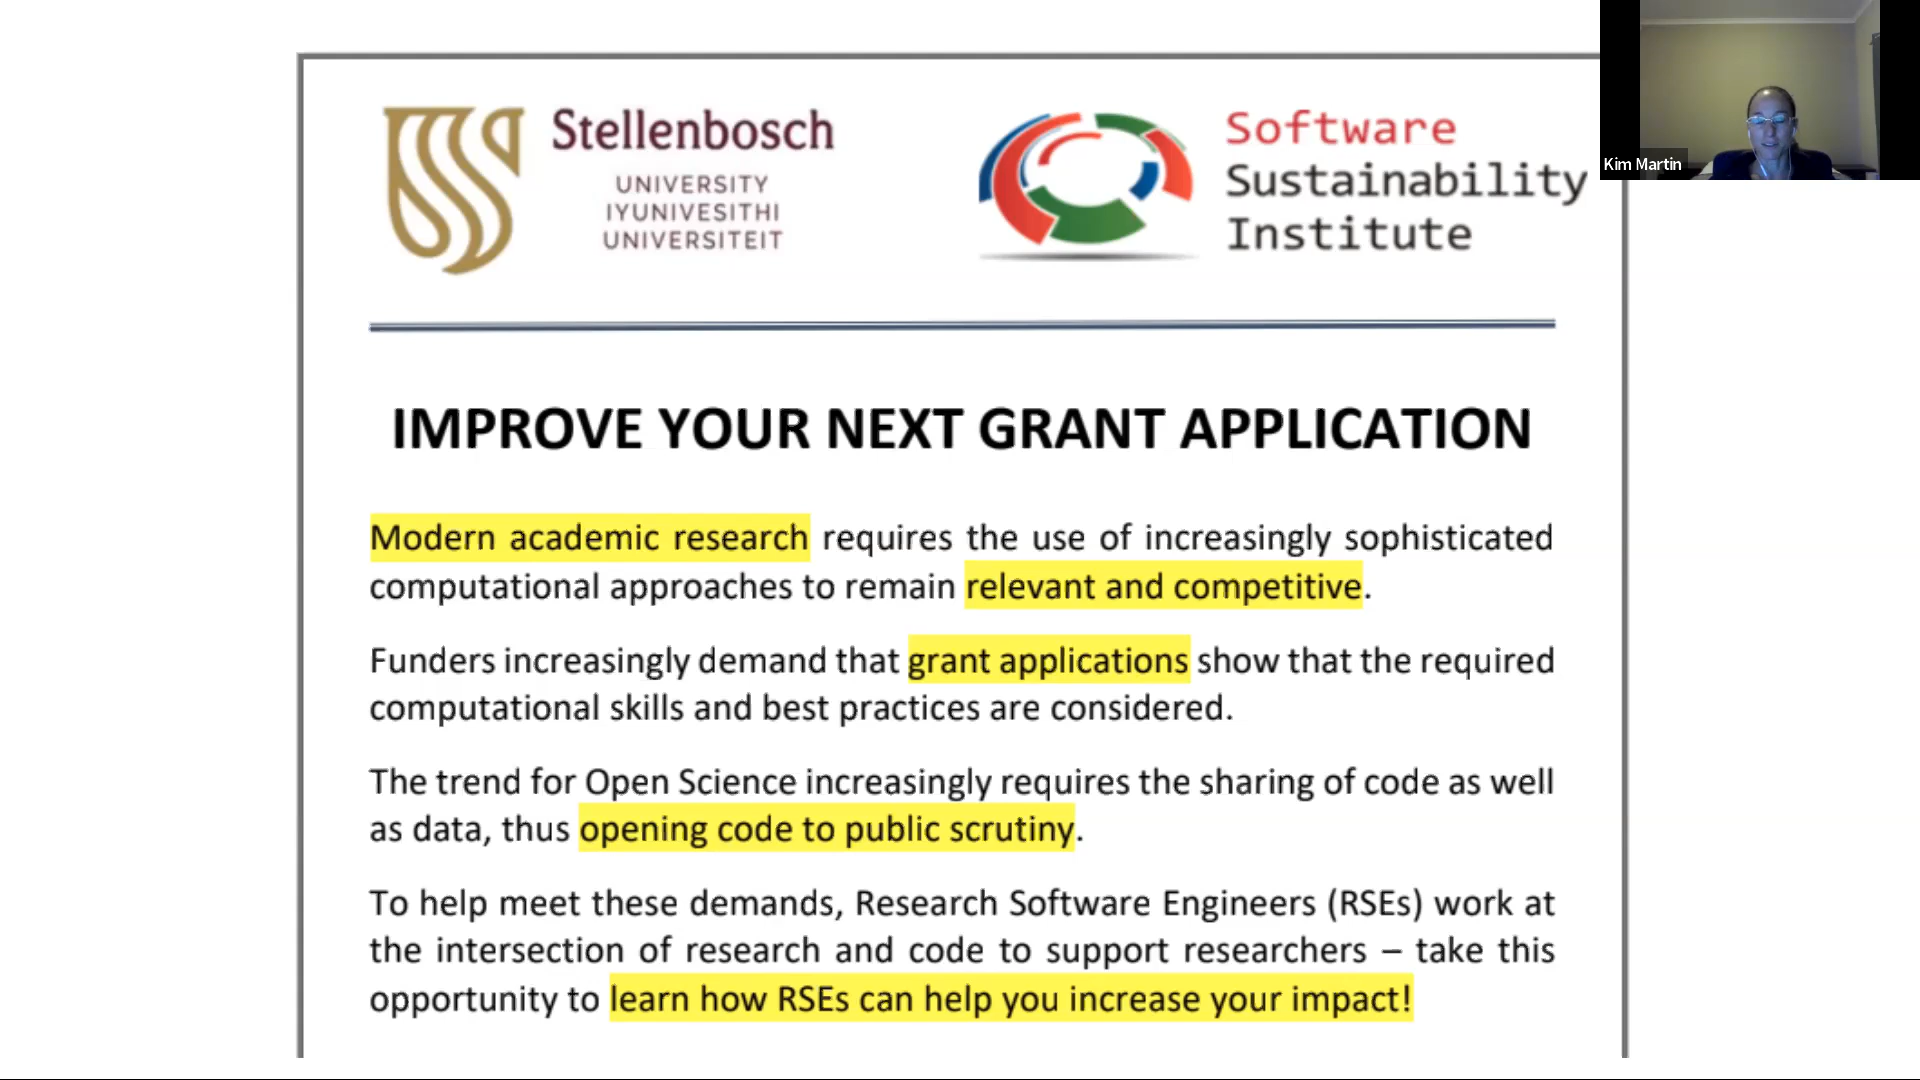 Stellenbosch
UNIVERSITY
IYUNIVESITHI
UNIVERSITEIT
Software
Sustainability
Institute
Kim Martin
IMPROVE YOUR NEXT GRANT APPLICATION
Modern academic research requires the use of increasingly sophisticated
computational approaches to remain relevant and competitive.
Funders increasingly demand that grant applications show that the required
computational skills and best practices are considered.
The trend for Open Science increasingly requires the sharing of code as well
as data, thus opening code to public scrutiny.
To help meet these demands, Research Software Engineers (RSEs) work at
the intersection of research and code to support researchers – take this
opportunity to learn how RSEs can help you increase your impact!